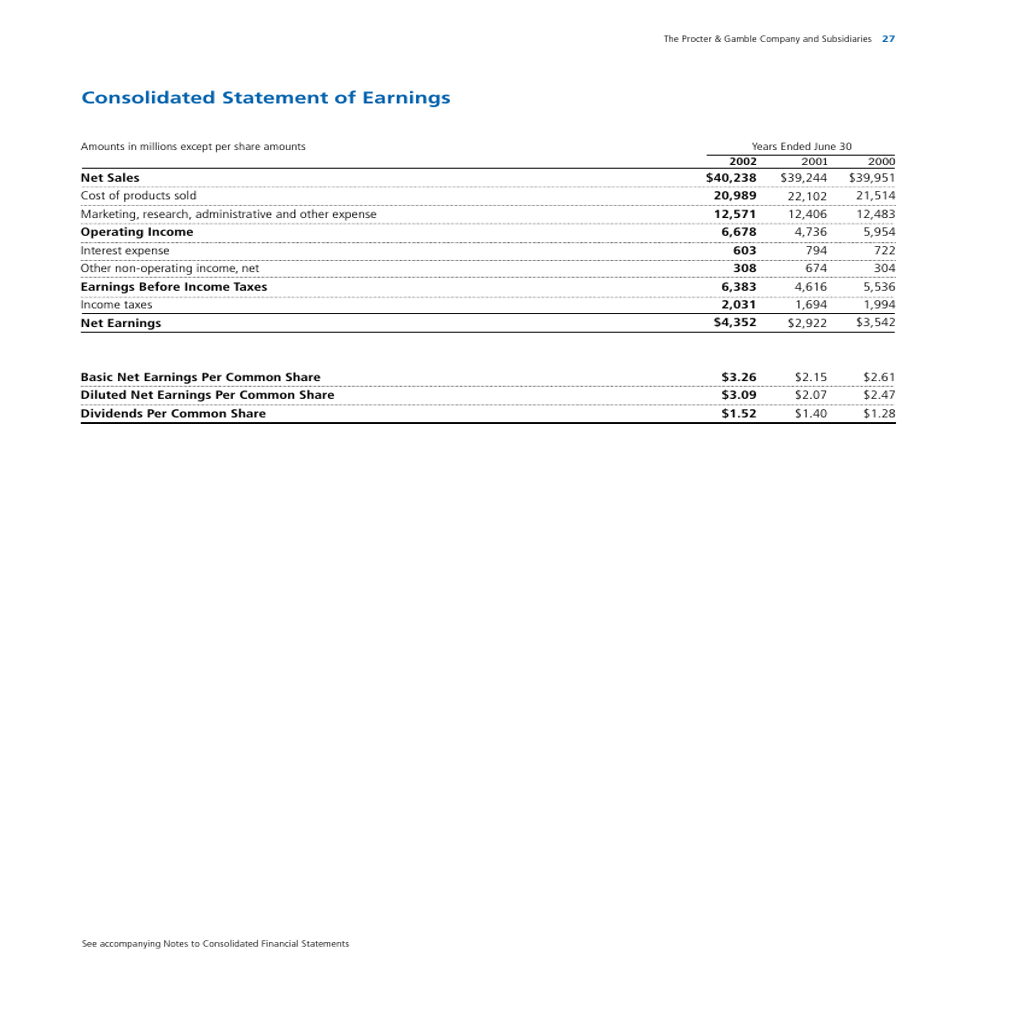 The Procter & Gamble Company and Subsidiaries 27
Consolidated Statement of Earnings
Amounts in millions except per share amounts Years Ended June 30
2002 2001 2000
Net Sales $40,238 $39,244 $39,951
Cost of products sold 20,989 22,102 21,514
Marketing, research, administrative and other expense 12,571 12,406 12,483
Operating Income 6,678 4,736 5,954
Interest expense 603 794 722
Other non-operating income, net 308 674 304
Earnings Before Income Taxes 6,383 4,616 5,536
Income taxes 2,031 1,694 1,994
Net Earnings $4,352 $2,922 $3,542
Basic Net Earnings Per Common Share $3.26 $2.15 $2.61
Diluted Net Earnings Per Common Share $3.09 $2.07 $2.47
Dividends Per Common Share $1.52 $1.40 $1.28
See accompanying Notes to Consolidated Financial Statements